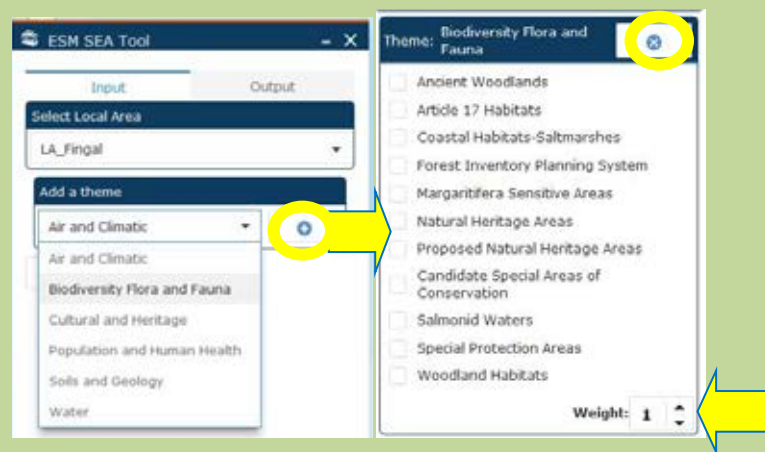 ESM SEA Tool
Input
Output
Select Local Area
LA_Fingal
Add a theme
Air and Climatic
Air and Climatic
Biodiversity Flora and Fauna
Cultural and Heritage
Population and Human Health
Soils and Geology
Water
Theme: Biodiversity Flora and
Fauna
Ancient Woodlands
Article 17 Habitats
Coastal Habitats-Saltmarshes
Forest Inventory Planning System
Margaritifera Sensitive Areas
Natural Heritage Areas
Proposed Natural Heritage Areas
Candidate Special Areas of
Conservation
Salmonid Waters
Special Protection Areas
Woodland Habitats
Weight: 1